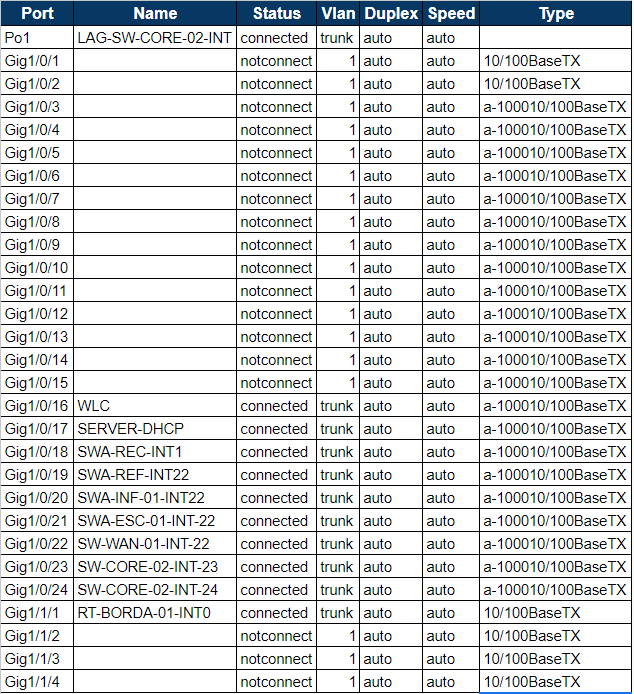 Port Name Status Vlan Duplex Speed Type
Po1 LAG-SW-CORE-02-INT connected trunk auto auto
Gig1/0/1 notconnect 1 auto auto 10/100BaseTX
Gig1/0/2 notconnect 1 auto auto 10/100BaseTX
Gig1/0/3 notconnect 1 auto auto a-100010/100BaseTX
Gig1/0/4 notconnect 1 auto auto a-100010/100BaseTX
Gig1/0/5 notconnect 1 auto auto a-100010/100BaseTX
Gig1/0/6 notconnect 1 auto auto a-100010/100BaseTX
Gig1/0/7 notconnect 1 auto auto a-100010/100BaseTX
Gig1/0/8 notconnect 1 auto auto a-100010/100BaseTX
Gig1/0/9 notconnect 1 auto auto a-100010/100BaseTX
Gig1/0/10 notconnect 1 auto auto a-100010/100BaseTX
Gig1/0/11 notconnect 1 auto auto a-100010/100BaseTX
Gig1/0/12 notconnect 1 auto auto a-100010/100BaseTX
Gig1/0/13 notconnect 1 auto auto a-100010/100BaseTX
Gig1/0/14 notconnect 1 auto auto a-100010/100BaseTX
Gig1/0/15 notconnect 1 auto auto a-100010/100BaseTX
Gig1/0/16 WLC connected trunk auto auto a-100010/100BaseTX
Gig1/0/17 SERVER-DHCP connected trunk auto auto a-100010/100BaseTX
Gig1/0/18 SWA-REC-INT1 connected trunk auto auto a-100010/100BaseTX
Gig1/0/19 SWA-REF-INT22 connected trunk auto auto a-100010/100BaseTX
Gig1/0/20 SWA-INF-01-INT22 connected trunk auto auto a-100010/100BaseTX
Gig1/0/21 SWA-ESC-01-INT-22 connected trunk auto auto a-100010/100BaseTX
Gig1/0/22 SW-WAN-01-INT-22 connected trunk auto auto a-100010/100BaseTX
Gig1/0/23 SW-CORE-02-INT-23 connected trunk auto auto a-100010/100BaseTX
Gig1/0/24 SW-CORE-02-INT-24 connected trunk auto auto a-100010/100BaseTX
Gig1/1/1 RT-BORDA-01-INT0 connected trunk auto auto 10/100BaseTX
Gig1/1/2 notconnect 1 auto auto 10/100BaseTX
Gig1/1/3 notconnect 1 auto auto 10/100BaseTX
Gig1/1/4 notconnect 1 auto auto 10/100BaseTX